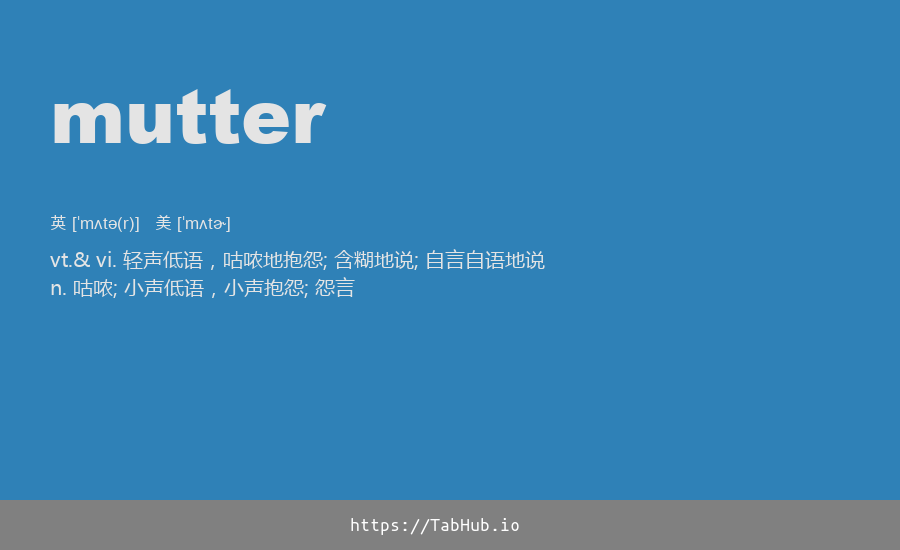 mutter
英 [ˈmʌtə(r)] 美 [ˈmʌtɚ]
vt.& vi. 轻声低语，咕哝地抱怨; 含糊地说; 自言自语地说
n. 咕哝; 小声低语，小声抱怨; 怨言
https://TabHub.io